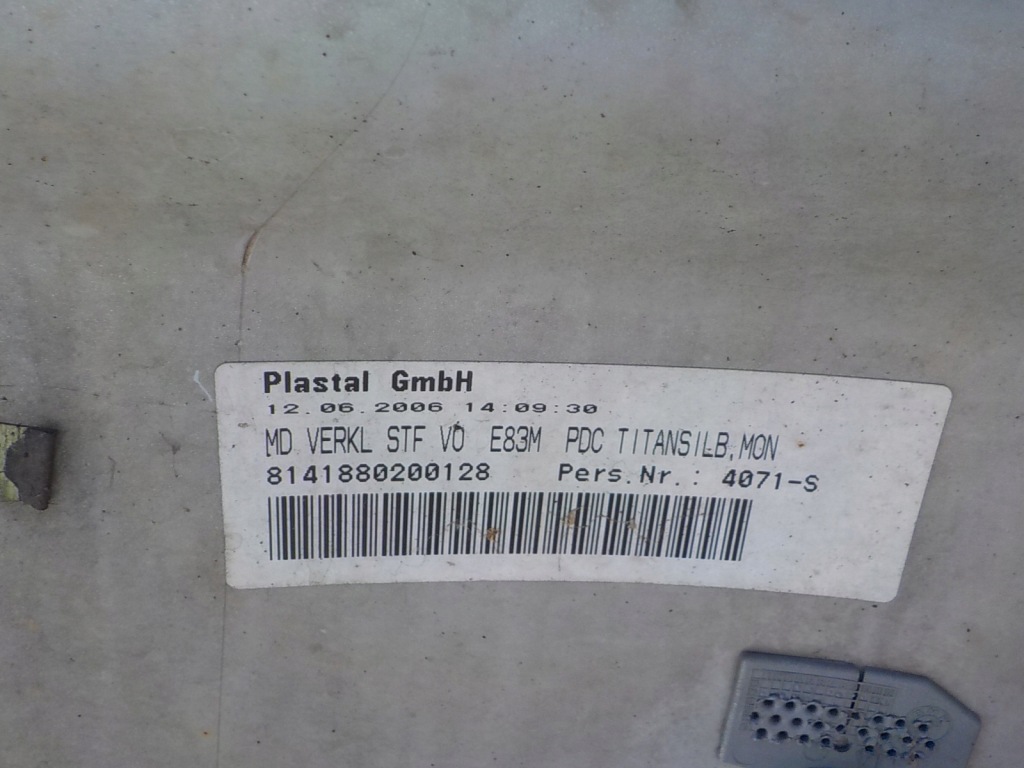 Plastal GmbH
12.06.2006 14:09:30
MD VERKL STF VO E83M PDC TITANSILB,MON
8141880200128 Pers.Nr.: 4071-S